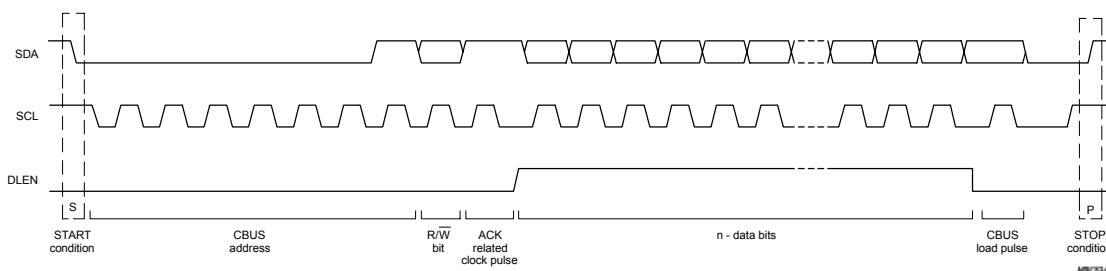 SDA
SCL
DLEN
S
P
START
condition
CBUS
address
R/W̅
bit
ACK
related
clock pulse
n - data bits
CBUS
load pulse
STOP
conditio